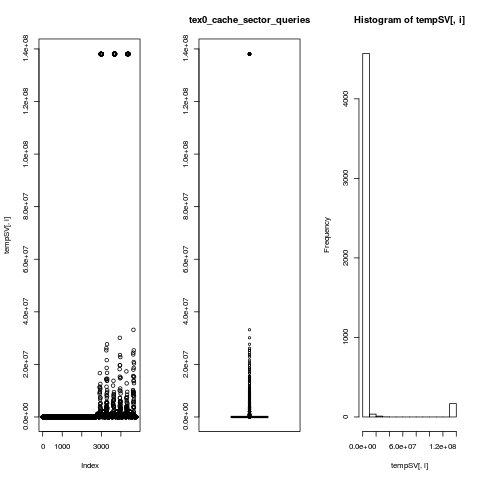 tex0_cache_sector_queries
Histogram of tempSV[, i]
tempSV[, i]
0.0e+00 2.0e+07 4.0e+07 6.0e+07 8.0e+07 1.0e+08 1.2e+08 1.4e+08
0 1000 3000
Index
0.0e+00 2.0e+07 4.0e+07 6.0e+07 8.0e+07 1.0e+08 1.2e+08 1.4e+08
Frequency
0 1000 2000 3000 4000
0.0e+00 6.0e+07 1.2e+08
tempSV[, i]